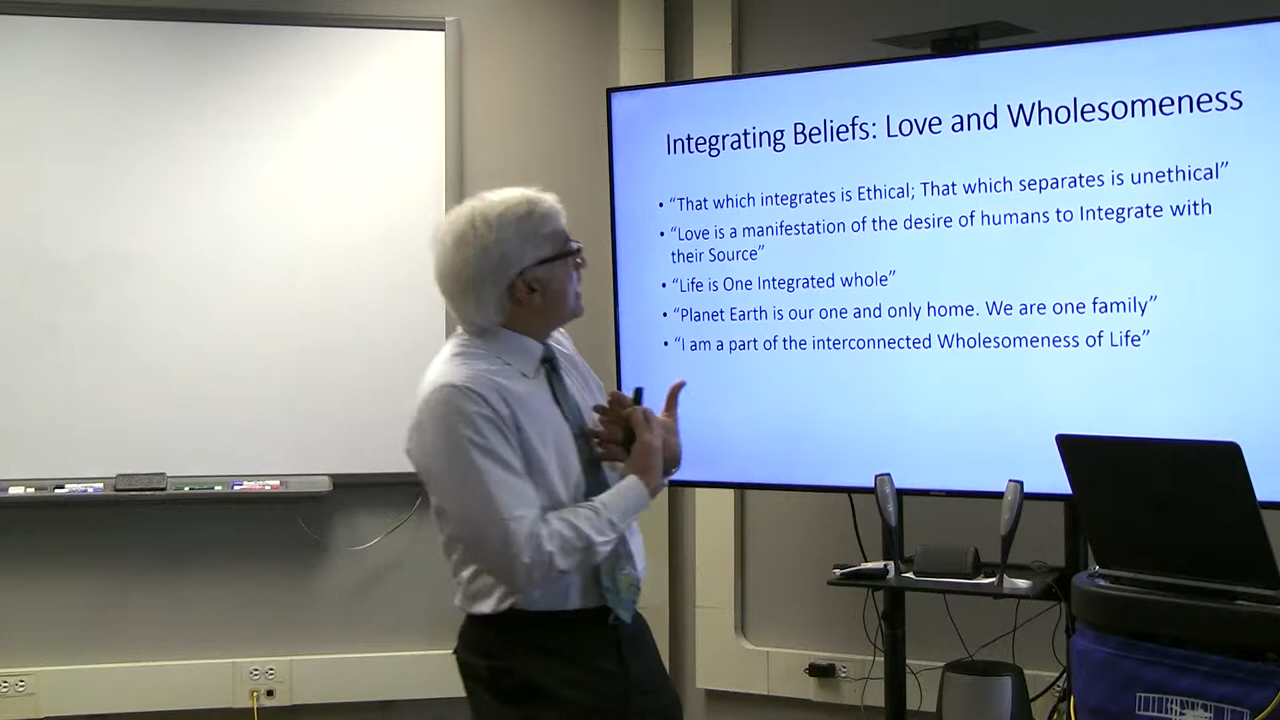 Integrating Beliefs: Love and Wholesomeness
• “That which integrates is Ethical; That which separates is unethical”
• “Love is a manifestation of the desire of humans to Integrate with
their Source”
• “Life is One Integrated whole”
• “Planet Earth is our one and only home. We are one family”
• “I am a part of the interconnected Wholesomeness of Life”